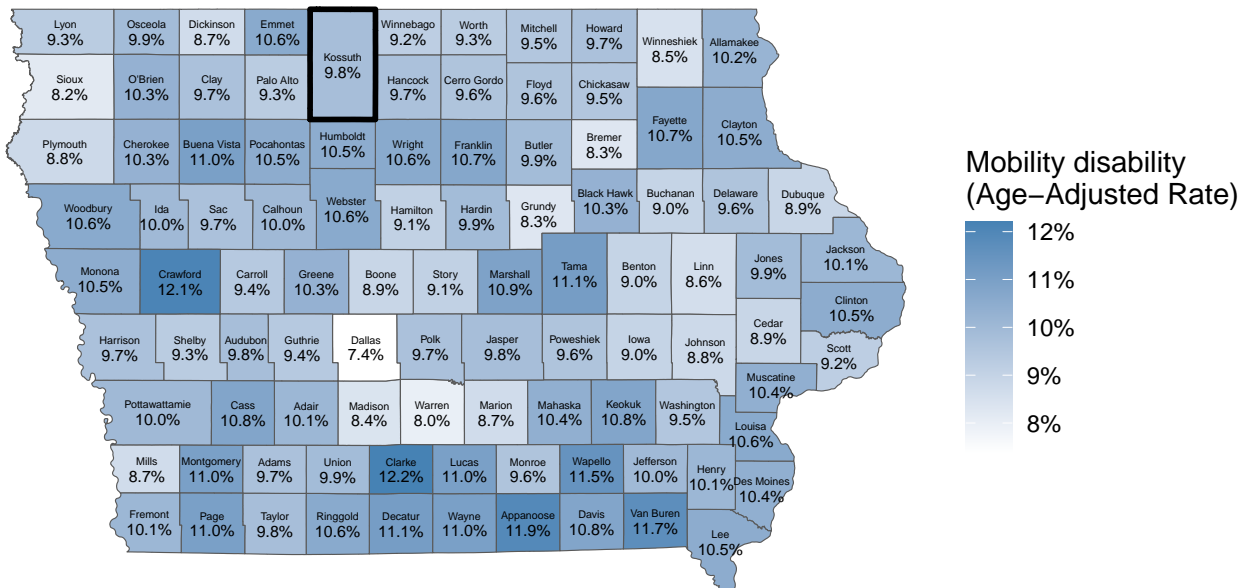 Lyon
9.3%
Osceola
9.9%
Dickinson
8.7%
Emmet
10.6%
Kossuth
9.8%
Winnebago
9.2%
Worth
9.3%
Mitchell
9.5%
Howard
9.7%
Winneshiek
8.5%
Allamakee
10.2%
Sioux
8.2%
O'Brien
10.3%
Clay
9.7%
Palo Alto
9.3%
Hancock
9.7%
Cerro Gordo
9.6%
Floyd
9.6%
Chickasaw
9.5%
Fayette
10.7%
Clayton
10.5%
Plymouth
8.8%
Cherokee
10.3%
Buena Vista
11.0%
Pocahontas
10.5%
Humboldt
10.5%
Wright
10.6%
Franklin
10.7%
Butler
9.9%
Bremer
8.3%
Woodbury
10.6%
Ida
10.0%
Sac
9.7%
Calhoun
10.0%
Webster
10.6%
Hamilton
9.1%
Hardin
9.9%
Grundy
8.3%
Black Hawk
10.3%
Buchanan
9.0%
Delaware
9.6%
Dubuque
8.9%
Monona
10.5%
Crawford
12.1%
Carroll
9.4%
Greene
10.3%
Boone
8.9%
Story
9.1%
Marshall
10.9%
Tama
11.1%
Benton
9.0%
Linn
8.6%
Jones
9.9%
Jackson
10.1%
Clinton
10.5%
Harrison
9.7%
Shelby
9.3%
Audubon
9.8%
Guthrie
9.4%
Dallas
7.4%
Polk
9.7%
Jasper
9.8%
Poweshiek
9.6%
Iowa
9.0%
Johnson
8.8%
Cedar
8.9%
Scott
9.2%
Muscatine
10.4%
Pottawattamie
10.0%
Cass
10.8%
Adair
10.1%
Madison
8.4%
Warren
8.0%
Marion
8.7%
Mahaska
10.4%
Keokuk
10.8%
Washington
9.5%
Louisa
10.6%
Mills
8.7%
Montgomery
11.0%
Adams
9.7%
Union
9.9%
Clarke
12.2%
Lucas
11.0%
Monroe
9.6%
Wapello
11.5%
Jefferson
10.0%
Henry
10.1%
Des Moines
10.4%
Fremont
10.1%
Page
11.0%
Taylor
9.8%
Ringgold
10.6%
Decatur
11.1%
Wayne
11.0%
Appanoose
11.9%
Davis
10.8%
Van Buren
11.7%
Lee
10.5%
Mobility disability
(Age−Adjusted Rate)
12%
11%
10%
9%
8%